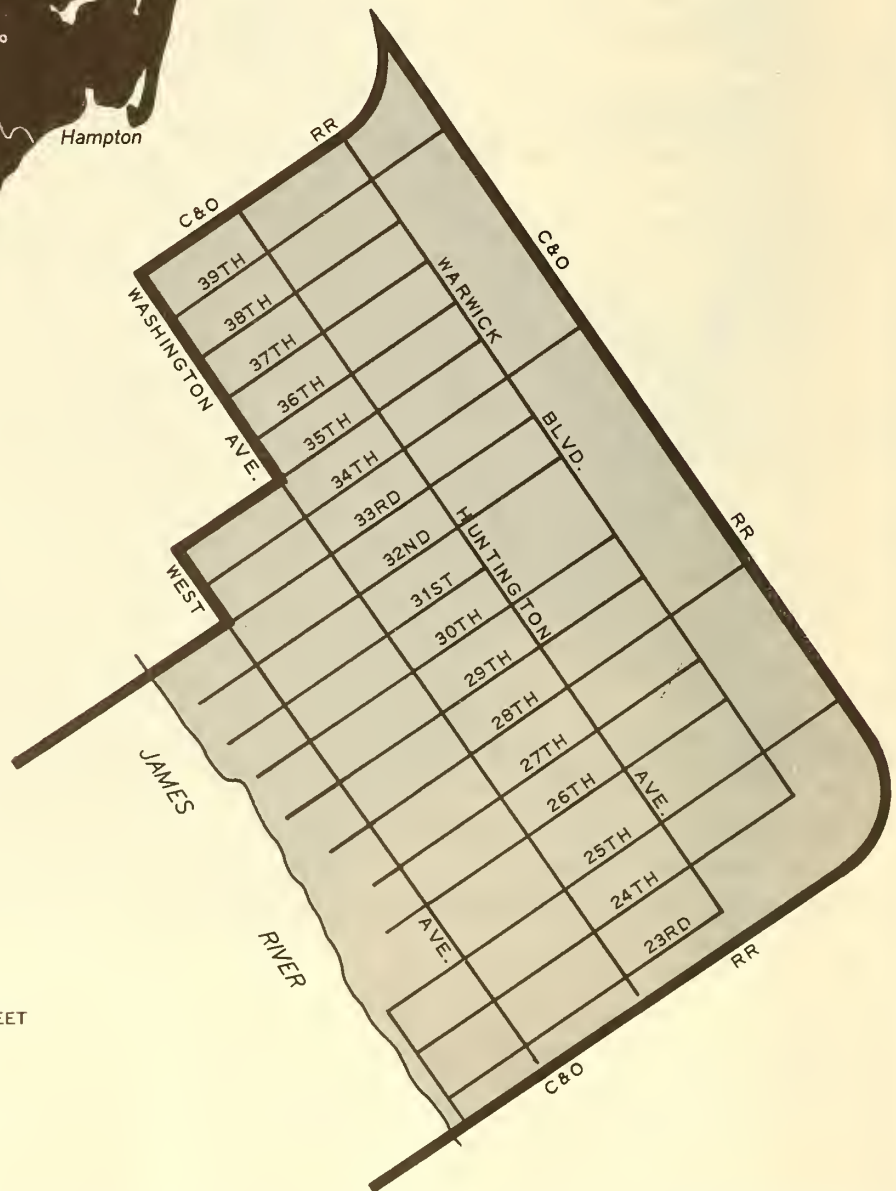 Hampton
C&O
RR
WASHINGTON
AVE.
39TH
38TH
37TH
36TH
35TH
34TH
33RD
32ND
31ST
30TH
29TH
28TH
27TH
26TH
25TH
24TH
23RD
WARWICK
BLVD.
C&O
RR
HUNTINGTON
AVE.
WEST
AVE.
JAMES
RIVER
C&O
RR